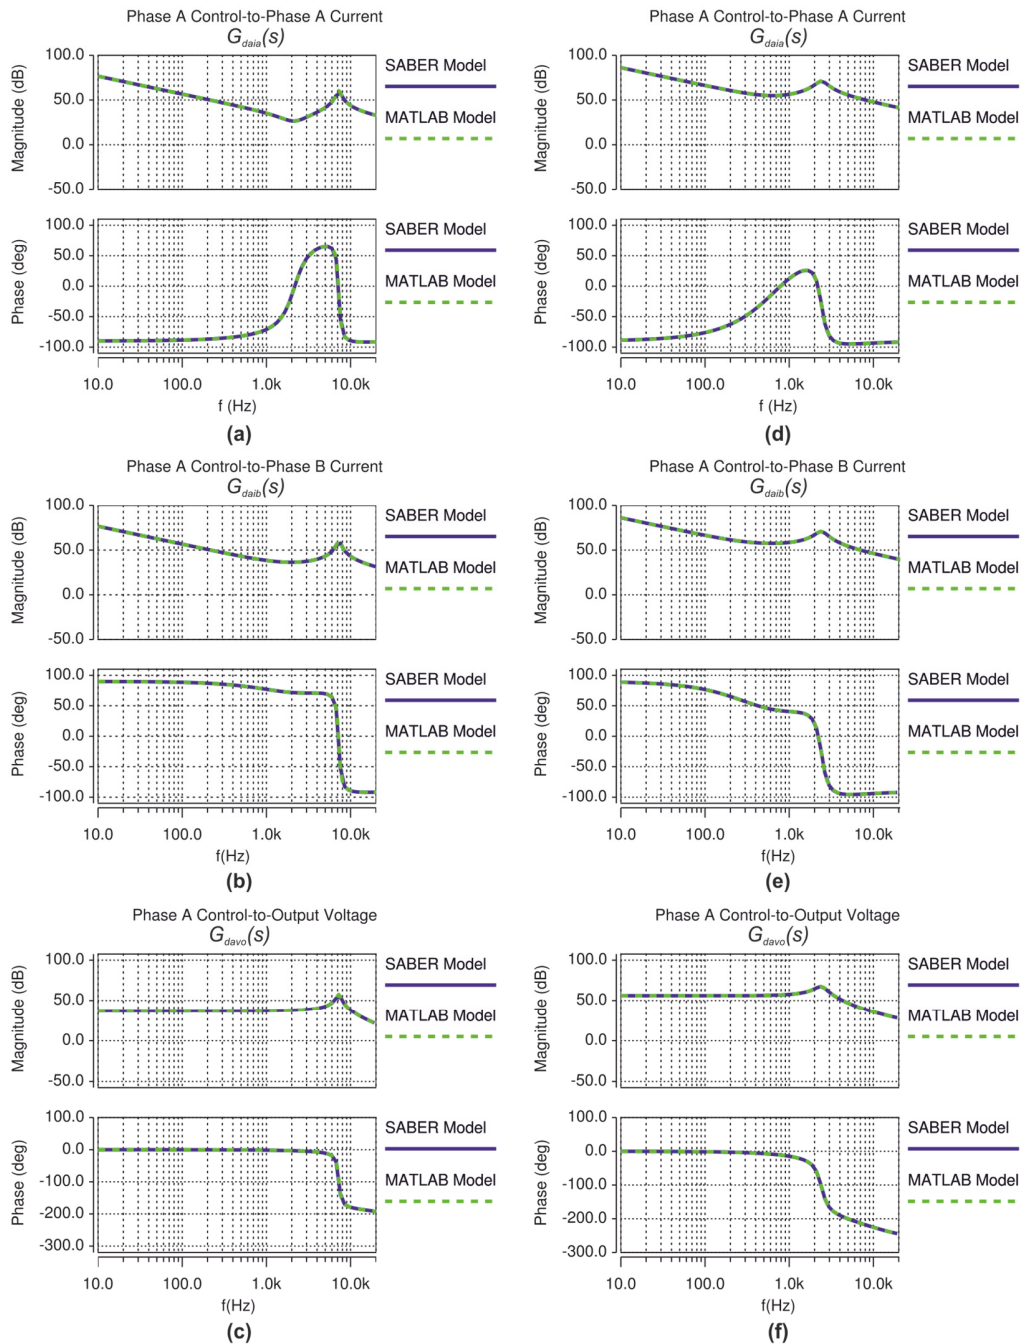 Phase A Control-to-Phase A Current
G_daia(s)
100.0
50.0
0.0
-50.0
Magnitude (dB)
SABER Model
MATLAB Model
100.0
50.0
0.0
-50.0
-100.0
Phase (deg)
SABER Model
MATLAB Model
10.0 100.0 1.0k 10.0k
f (Hz)
(a)
Phase A Control-to-Phase A Current
G_daia(s)
100.0
50.0
0.0
-50.0
Magnitude (dB)
SABER Model
MATLAB Model
100.0
50.0
0.0
-50.0
-100.0
Phase (deg)
SABER Model
MATLAB Model
10.0 100.0 1.0k 10.0k
f (Hz)
(d)
Phase A Control-to-Phase B Current
G_daib(s)
100.0
50.0
0.0
-50.0
Magnitude (dB)
SABER Model
MATLAB Model
100.0
50.0
0.0
-50.0
-100.0
Phase (deg)
SABER Model
MATLAB Model
10.0 100.0 1.0k 10.0k
f(Hz)
(b)
Phase A Control-to-Phase B Current
G_daib(s)
100.0
50.0
0.0
-50.0
Magnitude (dB)
SABER Model
MATLAB Model
100.0
50.0
0.0
-50.0
-100.0
Phase (deg)
SABER Model
MATLAB Model
10.0 100.0 1.0k 10.0k
f(Hz)
(e)
Phase A Control-to-Output Voltage
G_davo(s)
100.0
50.0
0.0
-50.0
Magnitude (dB)
SABER Model
MATLAB Model
100.0
0.0
-100.0
-200.0
-300.0
Phase (deg)
SABER Model
MATLAB Model
10.0 100.0 1.0k 10.0k
f(Hz)
(c)
Phase A Control-to-Output Voltage
G_davo(s)
100.0
50.0
0.0
-50.0
Magnitude (dB)
SABER Model
MATLAB Model
100.0
0.0
-100.0
-200.0
-300.0
Phase (deg)
SABER Model
MATLAB Model
10.0 100.0 1.0k 10.0k
f(Hz)
(f)